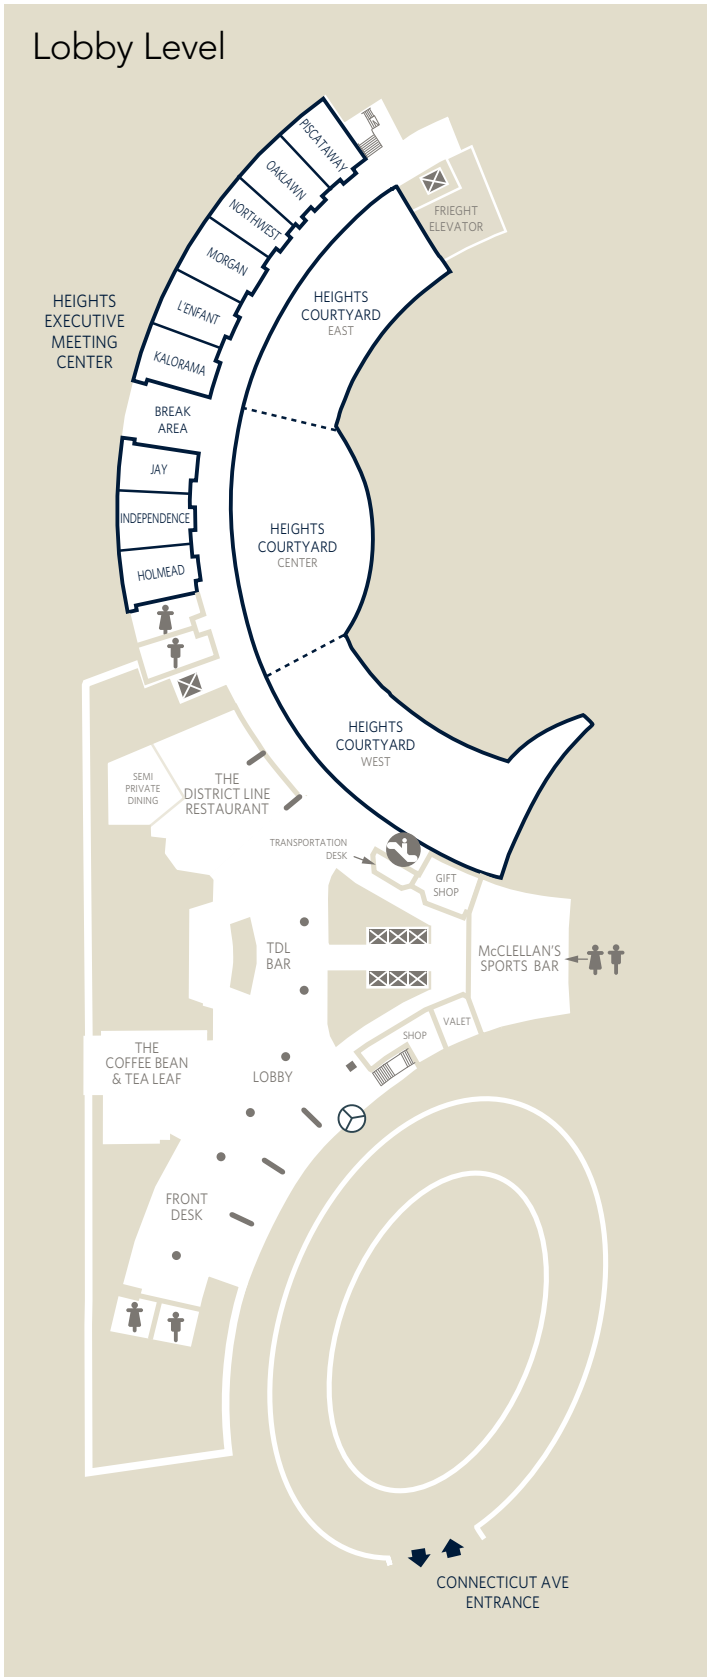 Lobby Level
PISCATAWAY
OAKLAWN
NORTHWEST
MORGAN
L'ENFANT
KALORAMA
HEIGHTS
EXECUTIVE
MEETING
CENTER
BREAK
AREA
JAY
INDEPENDENCE
HOLMEAD
FRIEGHT
ELEVATOR
HEIGHTS
COURTYARD
EAST
HEIGHTS
COURTYARD
CENTER
HEIGHTS
COURTYARD
WEST
SEMI
PRIVATE
DINING
THE
DISTRICT LINE
RESTAURANT
TRANSPORTATION
DESK
GIFT
SHOP
TDL
BAR
McCLELLAN'S
SPORTS BAR
VALET
SHOP
THE
COFFEE BEAN
& TEA LEAF
LOBBY
FRONT
DESK
CONNECTICUT AVE
ENTRANCE